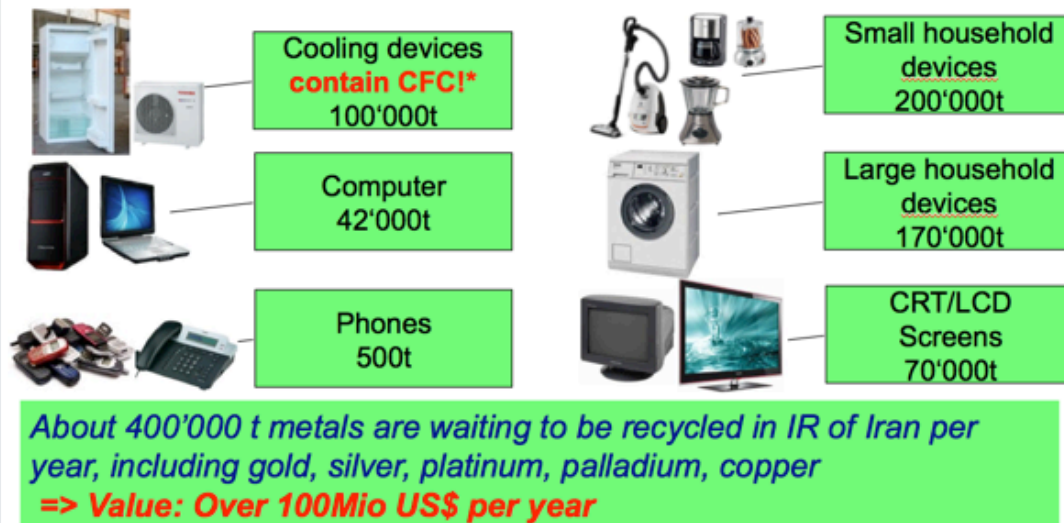 Cooling devices
contain CFC!*
100‘000t
Small household
devices
200‘000t
Computer
42‘000t
Large household
devices
170‘000t
Phones
500t
CRT/LCD
Screens
70‘000t
About 400’000 t metals are waiting to be recycled in IR of Iran per
year, including gold, silver, platinum, palladium, copper
=> Value: Over 100Mio US$ per year